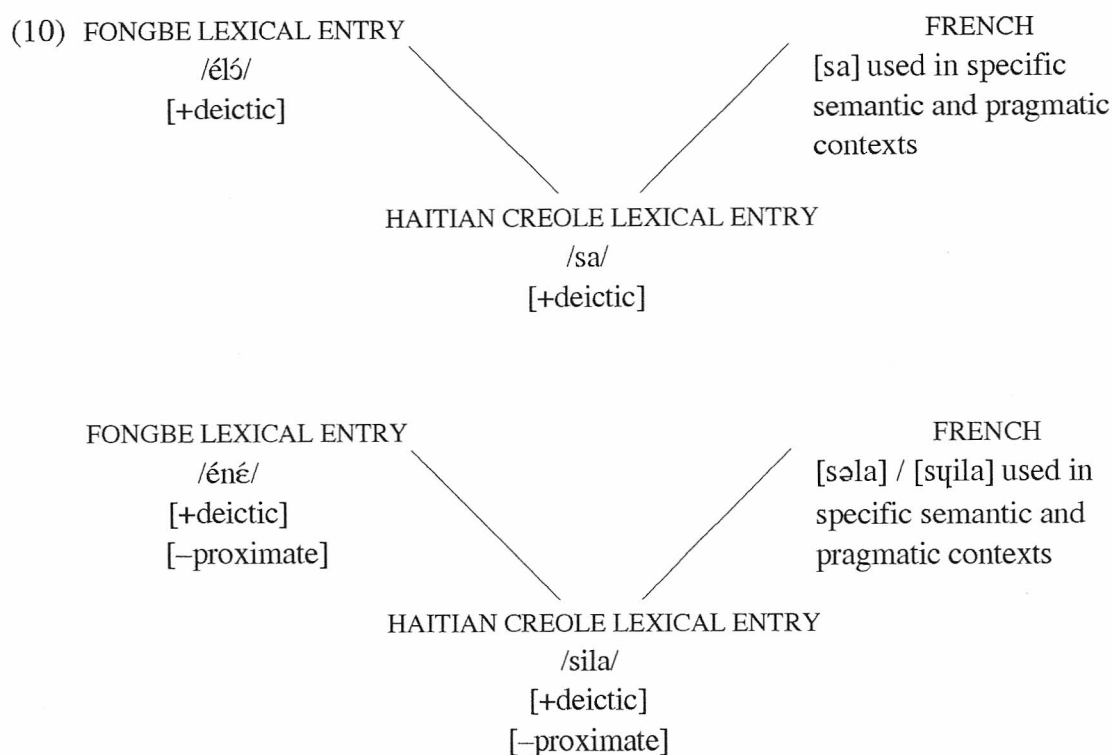 (10) FONGBE LEXICAL ENTRY
/élɔ́/
[+deictic]
FRENCH
[sa] used in specific
semantic and pragmatic
contexts
HAITIAN CREOLE LEXICAL ENTRY
/sa/
[+deictic]
FONGBE LEXICAL ENTRY
/énɛ́/
[+deictic]
[–proximate]
FRENCH
[səla] / [sɥila] used in
specific semantic and
pragmatic contexts
HAITIAN CREOLE LEXICAL ENTRY
/sila/
[+deictic]
[–proximate]